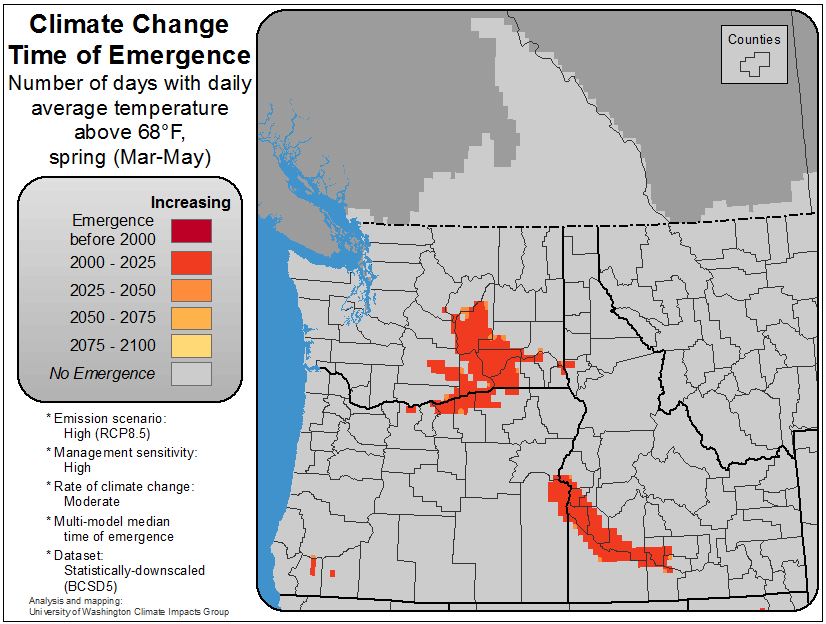 Climate Change
Time of Emergence
Number of days with daily
average temperature
above 68°F,
spring (Mar-May)
Increasing
Emergence
before 2000
2000 - 2025
2025 - 2050
2050 - 2075
2075 - 2100
No Emergence
* Emission scenario:
High (RCP8.5)
* Management sensitivity:
High
* Rate of climate change:
Moderate
* Multi-model median
time of emergence
* Dataset:
Statistically-downscaled
(BCSD5)
Analysis and mapping:
University of Washington Climate Impacts Group
Counties